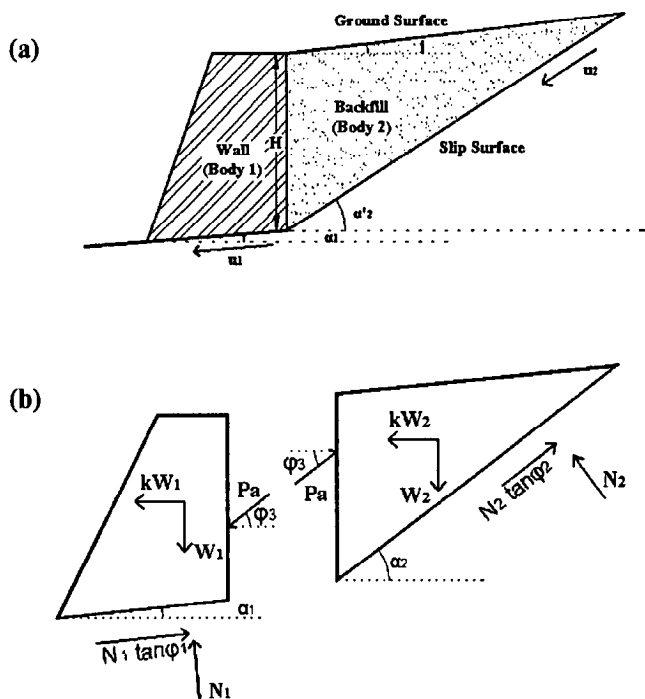 (a)
Ground Surface
i
u2
Backfill
(Body 2)
Wall
(Body 1)
H
Slip Surface
α'2
α1
u1
(b)
kW1
W1
Pa
φ3
φ3
Pa
kW2
W2
N2 tanφ2
N2
α2
α1
N1 tanφ1
N1